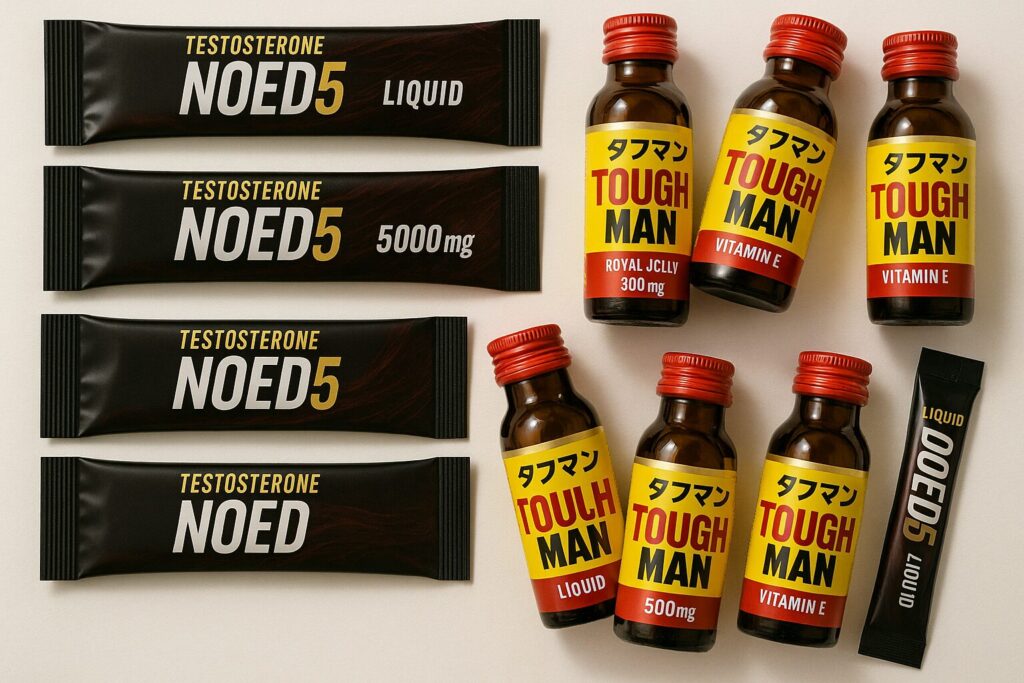 TESTOSTERONE
NOED5 LIQUID
TESTOSTERONE
NOED5 5000mg
TESTOSTERONE
NOED5
TESTOSTERONE
NOED
タフマン
TOUGH
MAN
ROYAL JCLLY
300 mg
タフマン
TOUGH
MAN
VITAMIN E
タフマン
TOUGH
MAN
VITAMIN E
タフマン
TOULH
MAN
LIOUID
タフマン
TOUGH
MAN
500mg
タフマン
TOUGH
MAN
VITAMIN E
LIQUID
OOED5
LIOUID